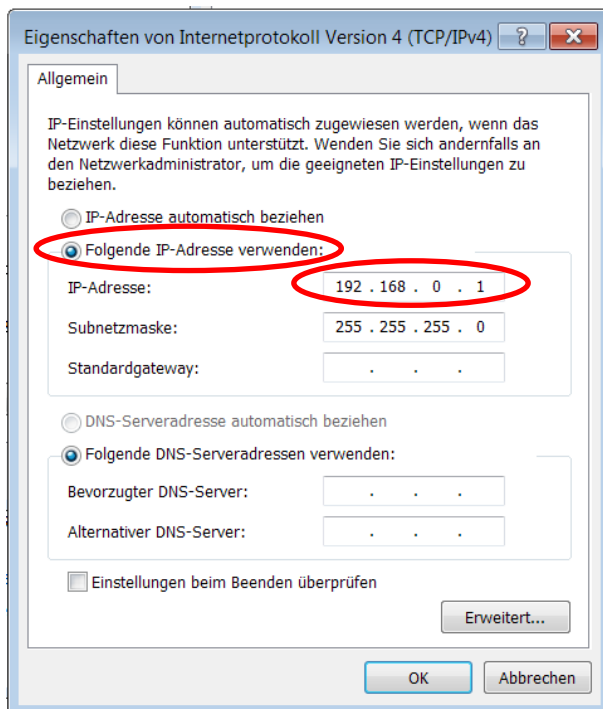 Eigenschaften von Internetprotokoll Version 4 (TCP/IPv4)
Allgemein
IP-Einstellungen können automatisch zugewiesen werden, wenn das
Netzwerk diese Funktion unterstützt. Wenden Sie sich andernfalls an
den Netzwerkadministrator, um die geeigneten IP-Einstellungen zu
beziehen.
IP-Adresse automatisch beziehen
Folgende IP-Adresse verwenden:
IP-Adresse: 192 . 168 . 0 . 1
Subnetzmaske: 255 . 255 . 255 . 0
Standardgateway: . . .
DNS-Serveradresse automatisch beziehen
Folgende DNS-Serveradressen verwenden:
Bevorzugter DNS-Server: . . .
Alternativer DNS-Server: . . .
Einstellungen beim Beenden überprüfen
Erweitert...
OK Abbrechen